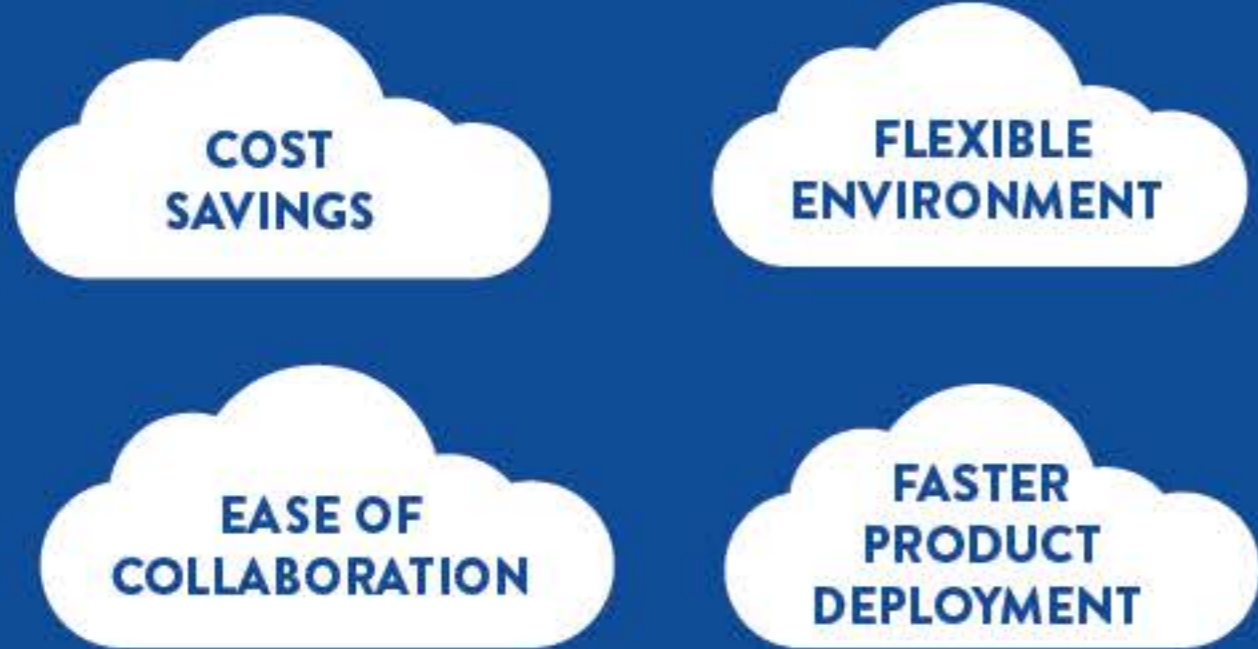 COST
SAVINGS
FLEXIBLE
ENVIRONMENT
EASE OF
COLLABORATION
FASTER
PRODUCT
DEPLOYMENT